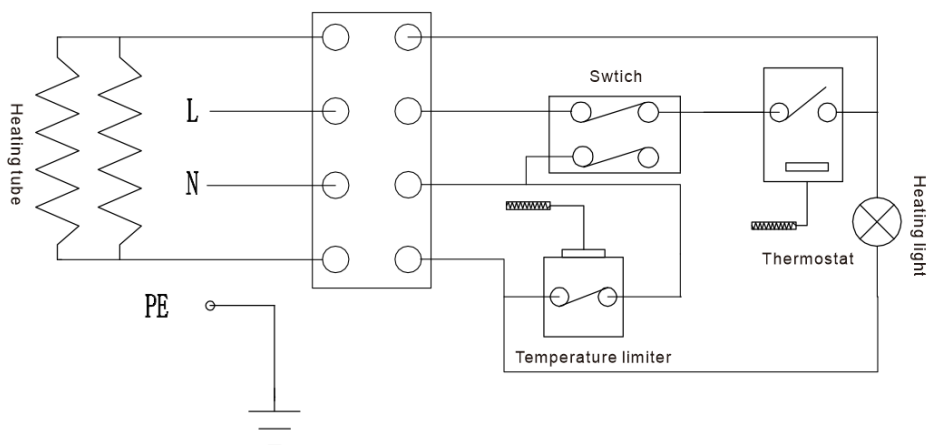 Swtich
L
Heating tube
N
Heating light
Thermostat
PE
Temperature limiter